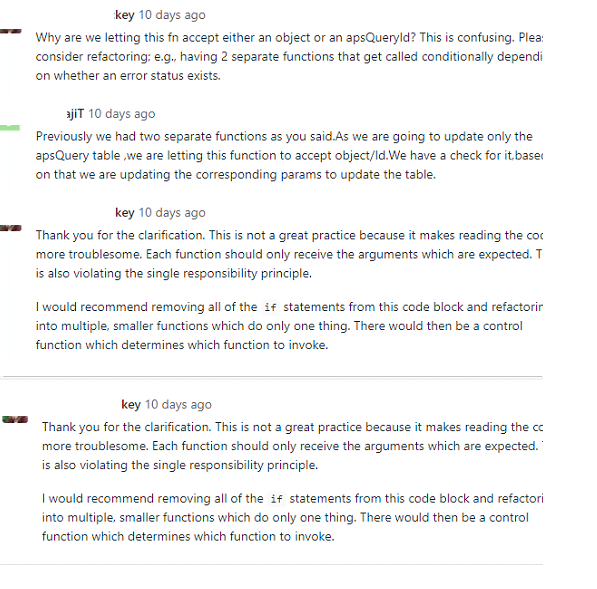 key 10 days ago
Why are we letting this fn accept either an object or an apsQueryId? This is confusing.
consider refactoring; e.g., having 2 separate functions that get called conditionally
on whether an error status exists.
ajiT 10 days ago
Previously we had two separate functions as you said.As we are going to update only the
apsQuery table ,we are letting this function to accept object/Id.We have a check for it.
on that we are updating the corresponding params to update the table.
key 10 days ago
Thank you for the clarification. This is not a great practice because it makes reading the
more troublesome. Each function should only receive the arguments which are expected.
is also violating the single responsibility principle.
I would recommend removing all of the if statements from this code block and
into multiple, smaller functions which do only one thing. There would then be a control
function which determines which function to invoke.
key 10 days ago
Thank you for the clarification. This is not a great practice because it makes reading the
more troublesome. Each function should only receive the arguments which are expected.
is also violating the single responsibility principle.
I would recommend removing all of the if statements from this code block and
into multiple, smaller functions which do only one thing. There would then be a control
function which determines which function to invoke.